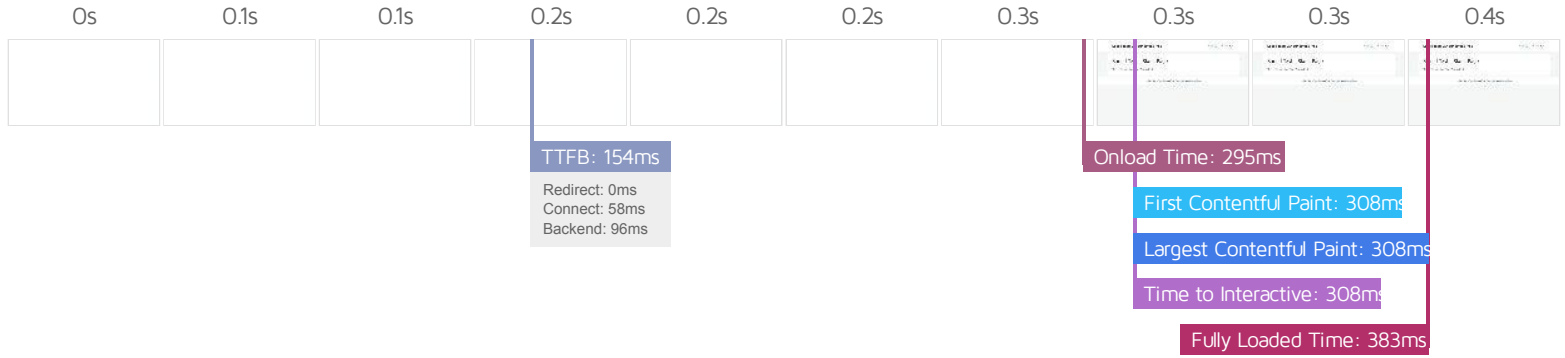 0s 0.1s 0.1s 0.2s 0.2s 0.2s 0.3s 0.3s 0.3s 0.4s
TTFB: 154ms
Redirect: 0ms
Connect: 58ms
Backend: 96ms
Onload Time: 295ms
First Contentful Paint: 308ms
Largest Contentful Paint: 308ms
Time to Interactive: 308ms
Fully Loaded Time: 383ms